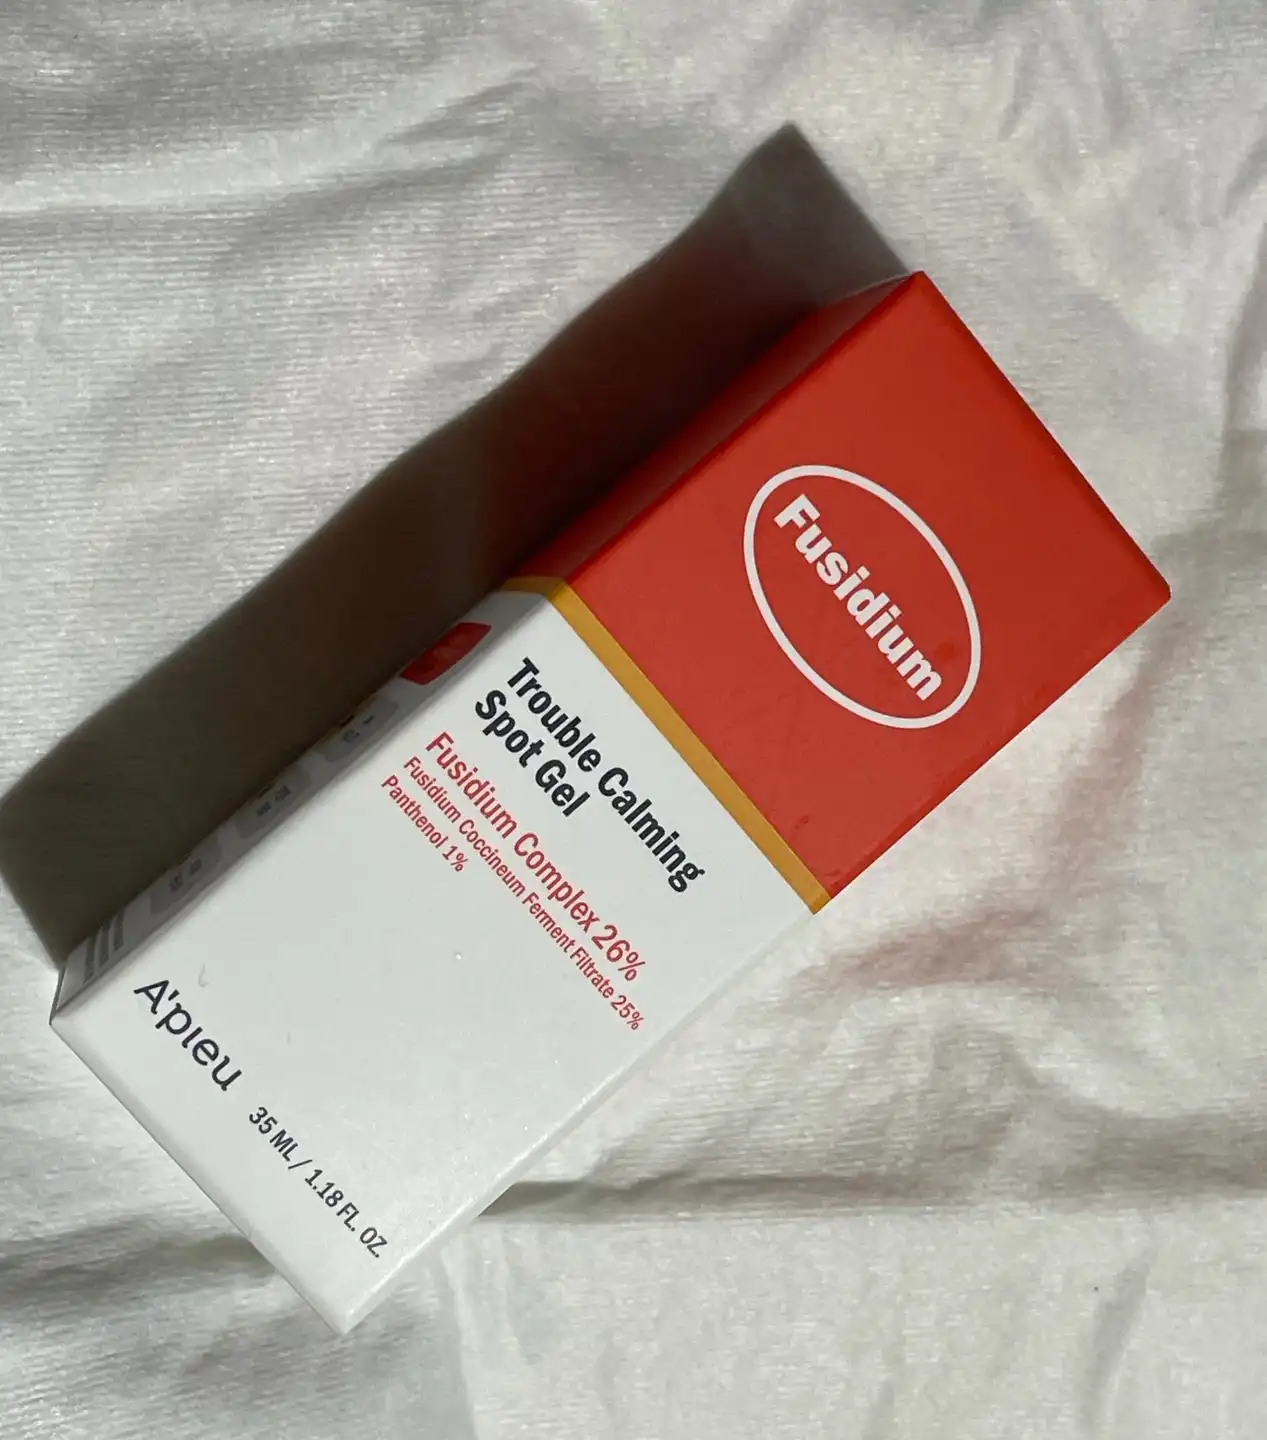 Fusidium
Trouble Calming
Spot Gel
Fusidium Complex 26%
Fusidium Coccineum Ferment Filtrate 25%
Panthenol 1%
A'pieu
35 ML / 1.18 FL. OZ.